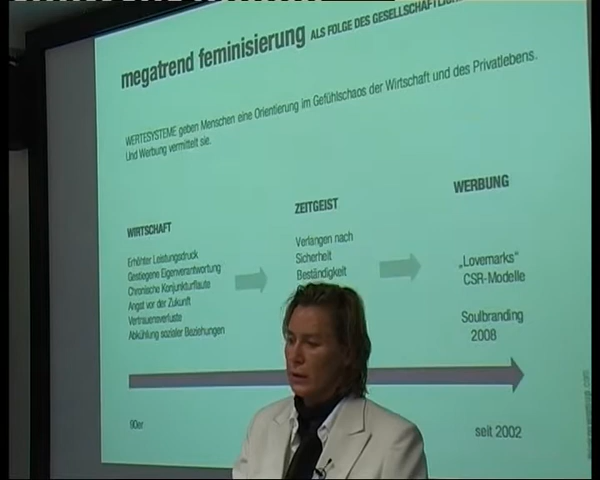 megatrend feminisierung ALS FOLGE DES GESELLSCHAFTLICH
WERTESYSTEME geben Menschen eine Orientierung im Gefühlschaos der Wirtschaft und des Privatlebens.
Und Werbung vermittelt sie.
WIRTSCHAFT
Erhöhter Leistungsdruck
Gestiegene Eigenverantwortung
Chronische Konjunkturflaute
Angst vor der Zukunft
Vertrauensverluste
Abkühlung sozialer Beziehungen
ZEITGEIST
Verlangen nach
Sicherheit
Beständigkeit
WERBUNG
„Lovemarks“
CSR-Modelle
Soulbranding
2008
90er
seit 2002